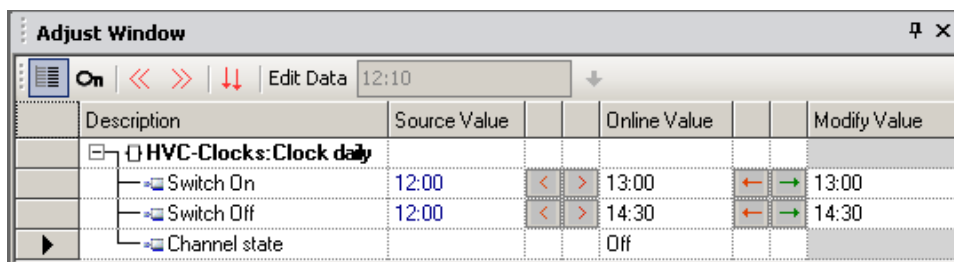 Adjust Window
On Edit Data 12:10
Description Source Value Online Value Modify Value
HVC-Clocks:Clock daily
Switch On 12:00 < > 13:00 13:00
Switch Off 12:00 < > 14:30 14:30
Channel state Off